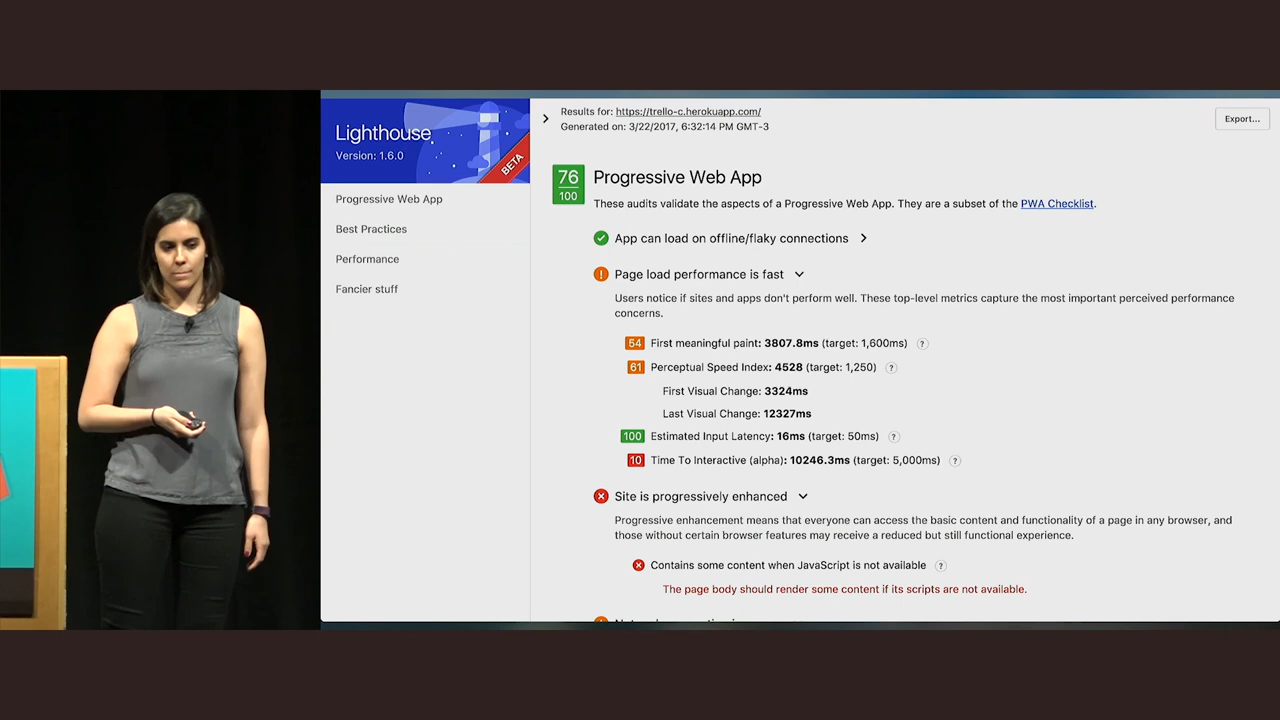 Lighthouse
Version: 1.6.0
BETA
Progressive Web App
Best Practices
Performance
Fancier stuff
Results for: https://trello-c.herokuapp.com/
Generated on: 3/22/2017, 6:32:14 PM GMT-3
Export...
76
100
Progressive Web App
These audits validate the aspects of a Progressive Web App. They are a subset of the PWA Checklist.
App can load on offline/flaky connections
Page load performance is fast
Users notice if sites and apps don't perform well. These top-level metrics capture the most important perceived performance
concerns.
54 First meaningful paint: 3807.8ms (target: 1,600ms) ?
61 Perceptual Speed Index: 4528 (target: 1,250) ?
First Visual Change: 3324ms
Last Visual Change: 12327ms
100 Estimated Input Latency: 16ms (target: 50ms) ?
10 Time To Interactive (alpha): 10246.3ms (target: 5,000ms) ?
Site is progressively enhanced
Progressive enhancement means that everyone can access the basic content and functionality of a page in any browser, and
those without certain browser features may receive a reduced but still functional experience.
Contains some content when JavaScript is not available ?
The page body should render some content if its scripts are not available.